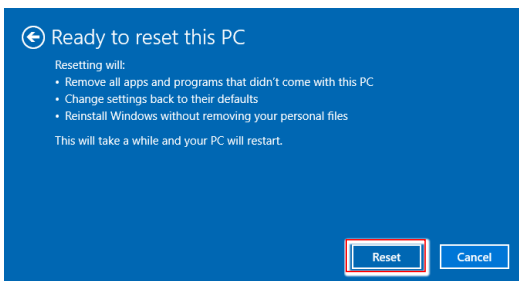 Ready to reset this PC
Resetting will:
• Remove all apps and programs that didn't come with this PC
• Change settings back to their defaults
• Reinstall Windows without removing your personal files
This will take a while and your PC will restart.
Reset
Cancel